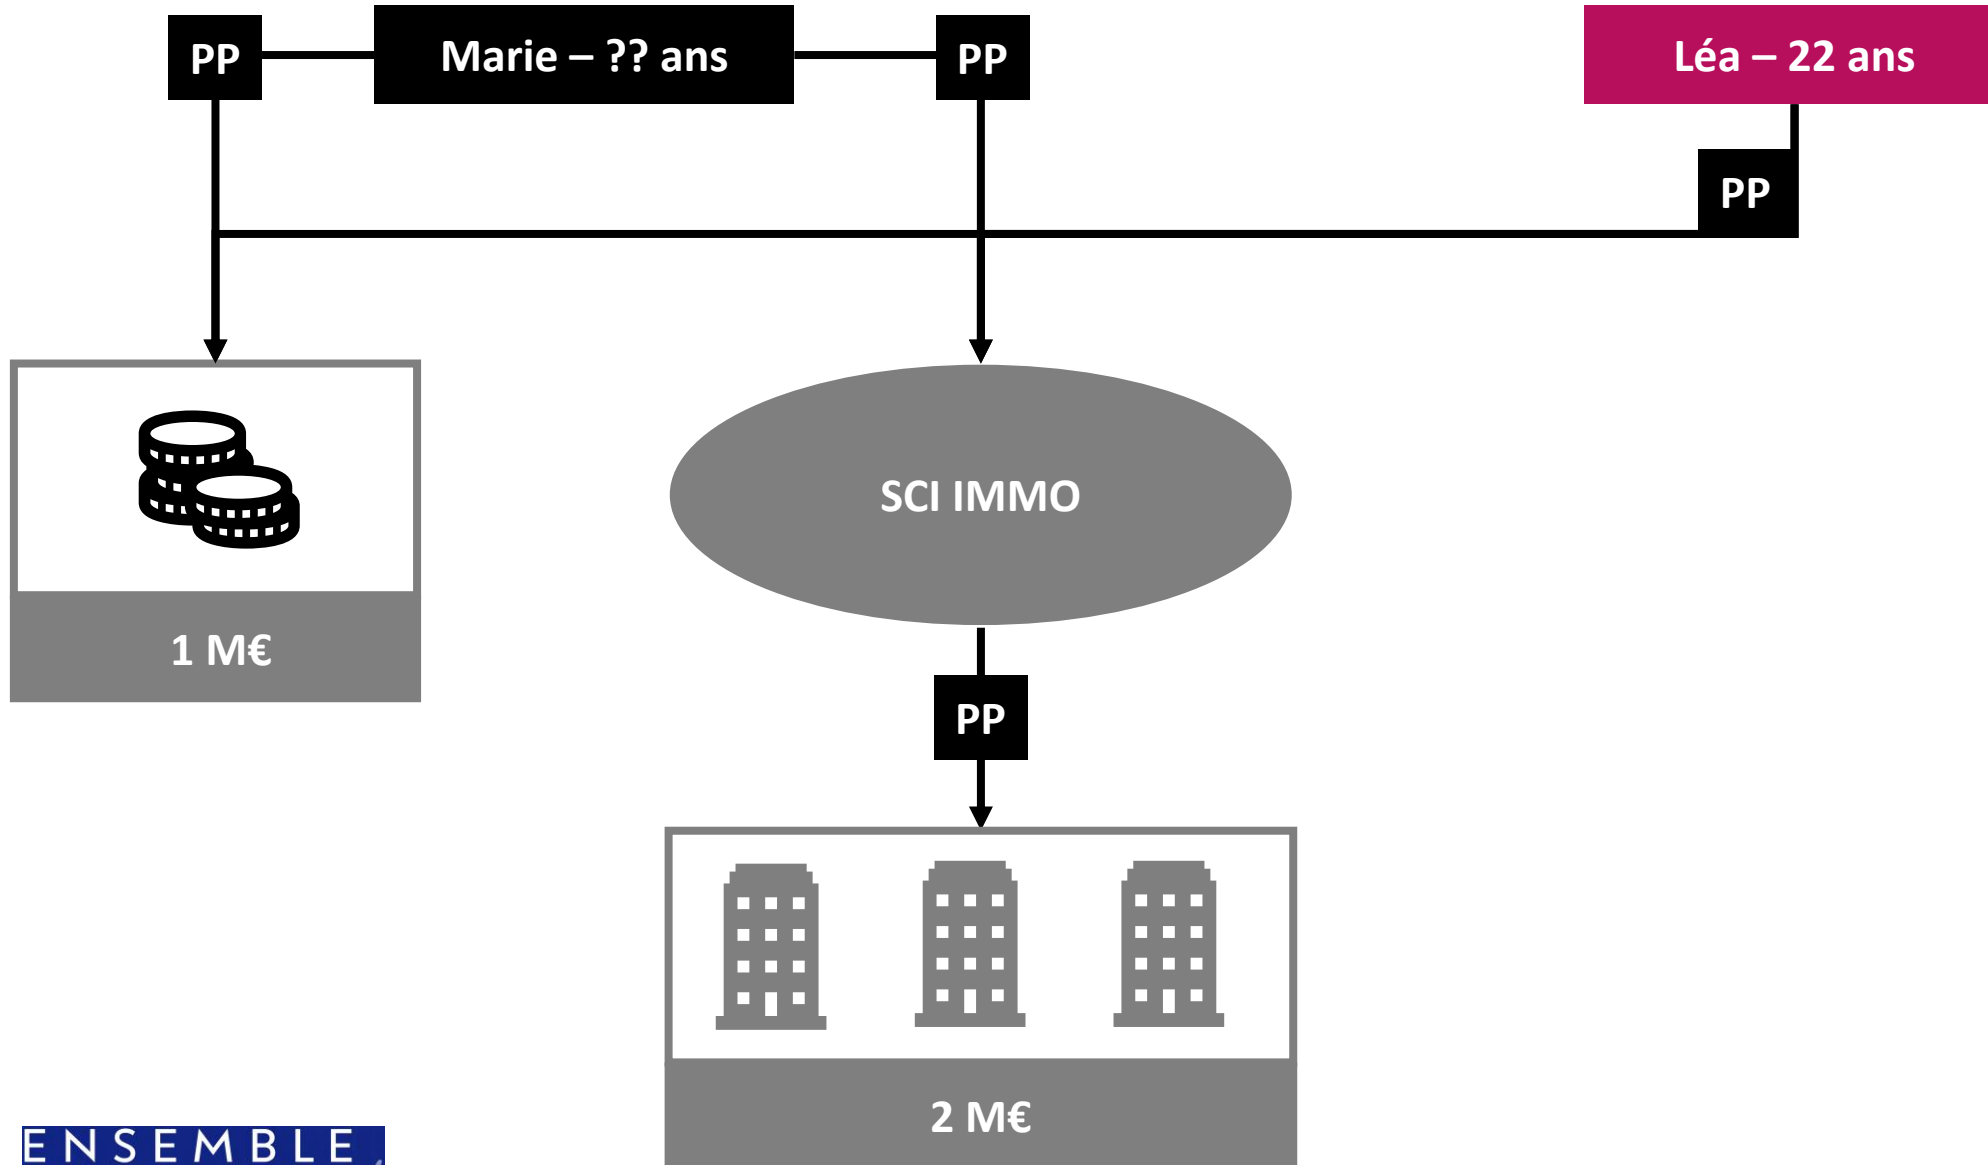 PP
Marie – ?? ans
PP
Léa – 22 ans
PP
SCI IMMO
1 M€
PP
2 M€
ENSEMBLE